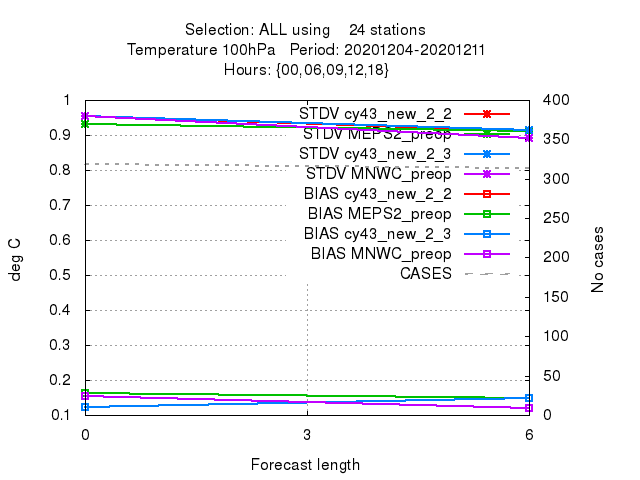 Selection: ALL using 24 stations
Temperature 100hPa Period: 20201204-20201211
Hours: {00,06,09,12,18}
1
0.9
0.8
0.7
0.6
0.5
0.4
0.3
0.2
0.1
400
350
300
250
200
150
100
50
0
deg C
No cases
STDV cy43_new_2_2
STDV MEPS2_preop
STDV cy43_new_2_3
STDV MNWC_preop
BIAS cy43_new_2_2
BIAS MEPS2_preop
BIAS cy43_new_2_3
BIAS MNWC_preop
CASES
0 3 6
Forecast length